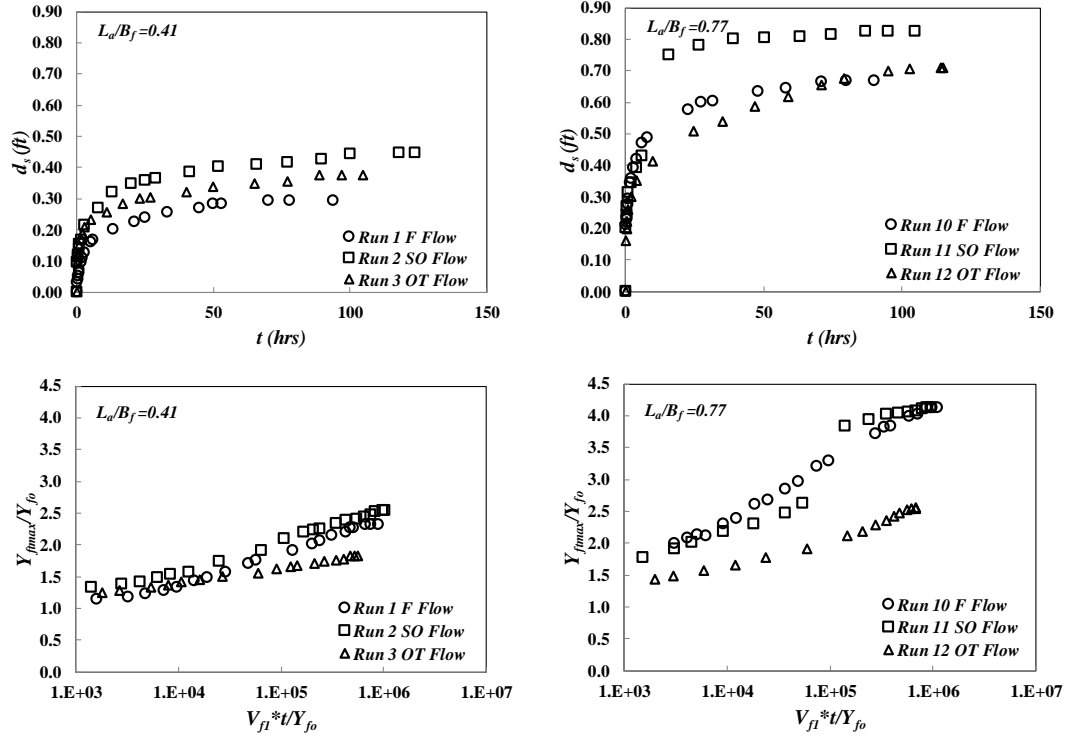 L_a/B_f=0.41
d_s (ft)
0.90
0.80
0.70
0.60
0.50
0.40
0.30
0.20
0.10
0.00
Run 1 F Flow
Run 2 SO Flow
Run 3 OT Flow
0 50 100 150
t (hrs)
L_a/B_f=0.77
d_s (ft)
0.90
0.80
0.70
0.60
0.50
0.40
0.30
0.20
0.10
0.00
Run 10 F Flow
Run 11 SO Flow
Run 12 OT Flow
0 50 100 150
t (hrs)
L_a/B_f=0.41
Y_fmax/Y_fo
4.5
4.0
3.5
3.0
2.5
2.0
1.5
1.0
0.5
0.0
Run 1 F Flow
Run 2 SO Flow
Run 3 OT Flow
1.E+03 1.E+04 1.E+05 1.E+06 1.E+07
V_f1*t/Y_fo
L_a/B_f=0.77
Y_fmax/Y_fo
4.5
4.0
3.5
3.0
2.5
2.0
1.5
1.0
0.5
0.0
Run 10 F Flow
Run 11 SO Flow
Run 12 OT Flow
1.E+03 1.E+04 1.E+05 1.E+06 1.E+07
V_f1*t/Y_fo